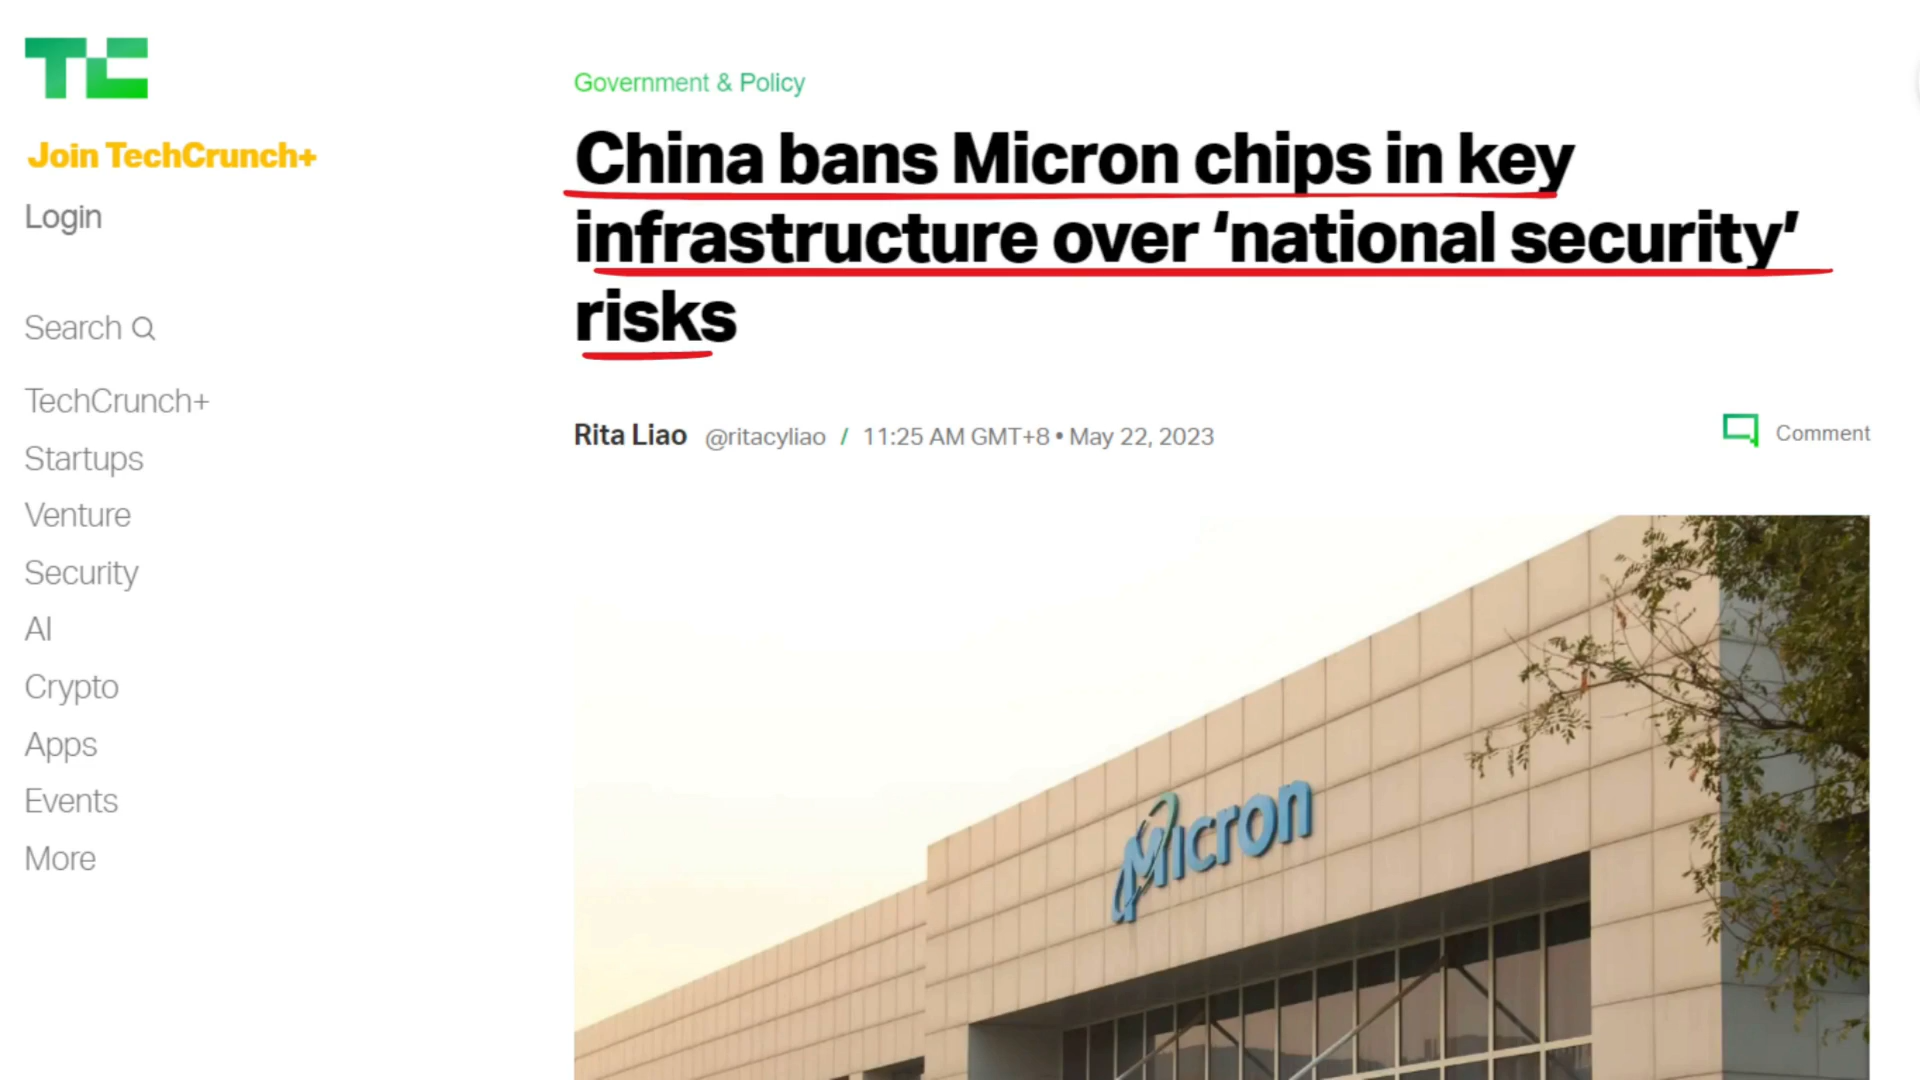 TC
Join TechCrunch+
Login
Search
TechCrunch+
Startups
Venture
Security
AI
Crypto
Apps
Events
More
Government & Policy
China bans Micron chips in key
infrastructure over ‘national security’
risks
Rita Liao @ritacyliao / 11:25 AM GMT+8 • May 22, 2023
Comment
Micron